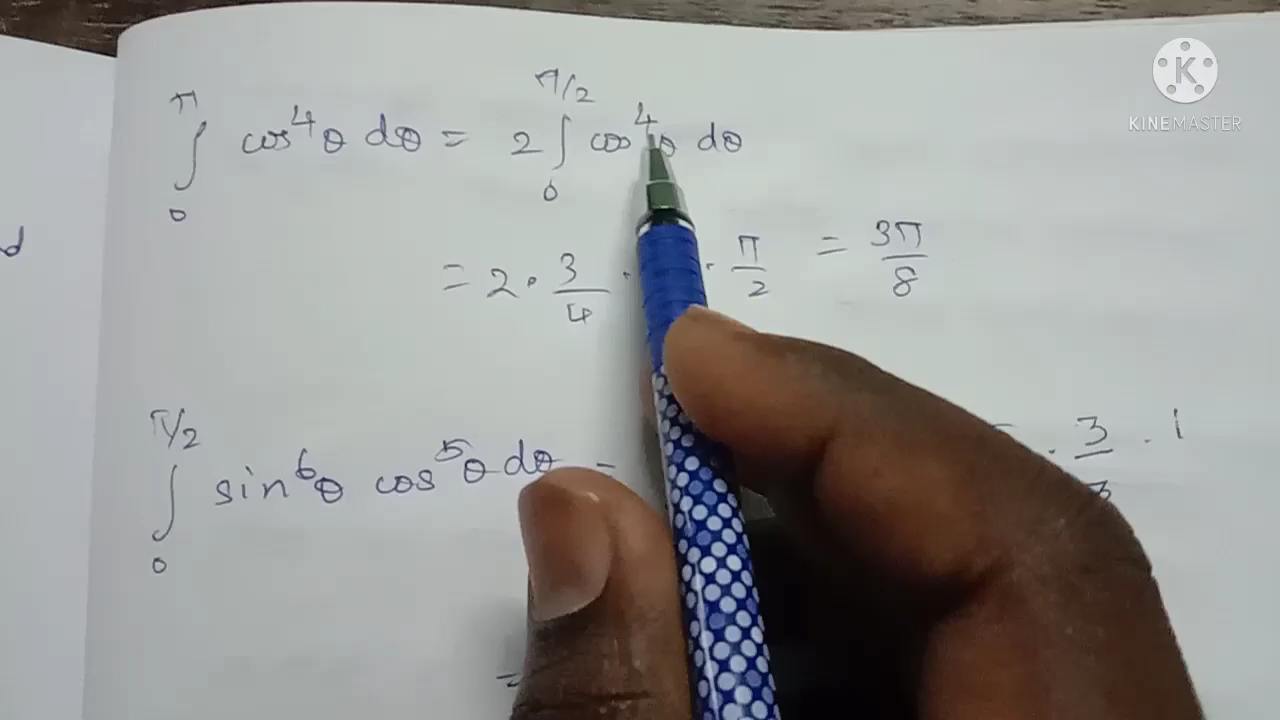 K
KINEMASTER
∫₀^π cos⁴θ dθ = 2 ∫₀^{π/2} cos⁴θ dθ
= 2 · 3/4 · · π/2 = 3π/8
d
∫₀^{π/2} sin⁶θ cos⁵θ dθ = · 3/ · 1
=